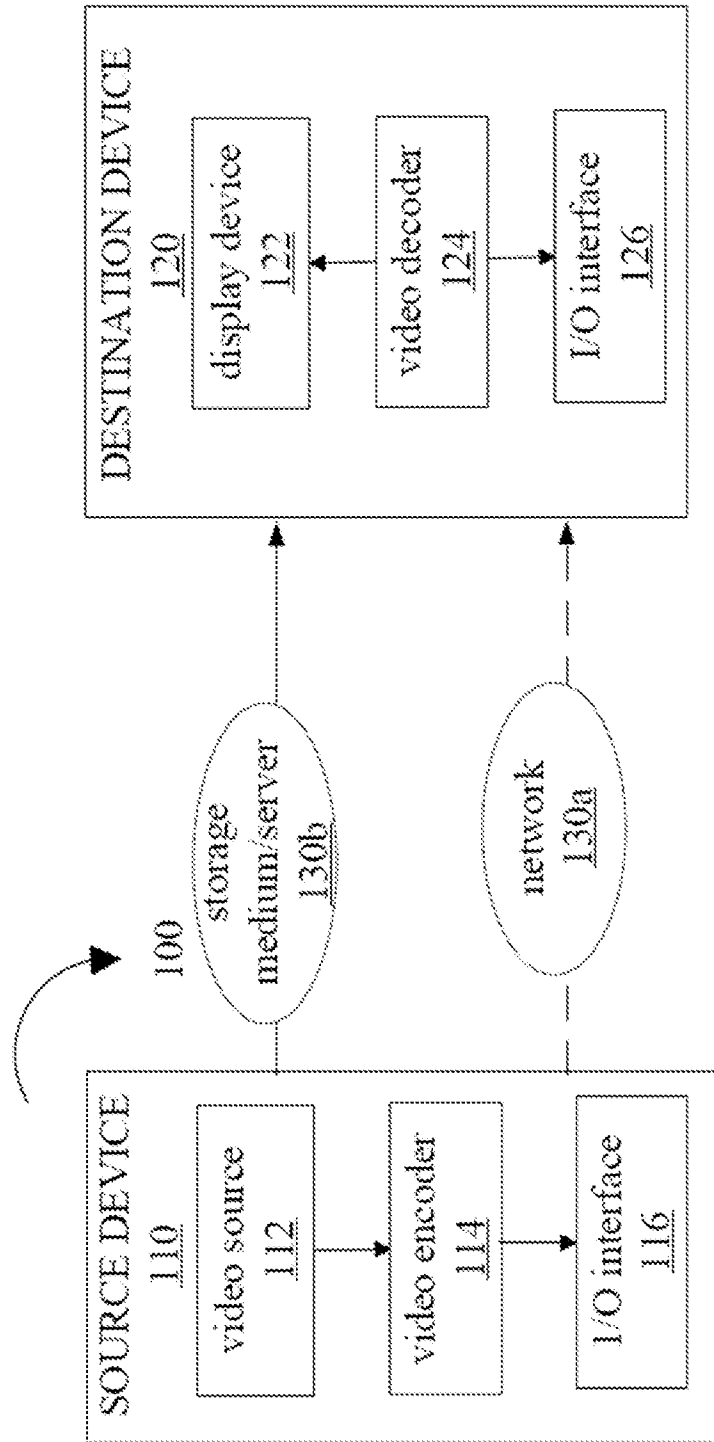 100
SOURCE DEVICE
110
video source
112
video encoder
114
I/O interface
116
storage
medium/server
130b
network
130a
DESTINATION DEVICE
120
display device
122
video decoder
124
I/O interface
126